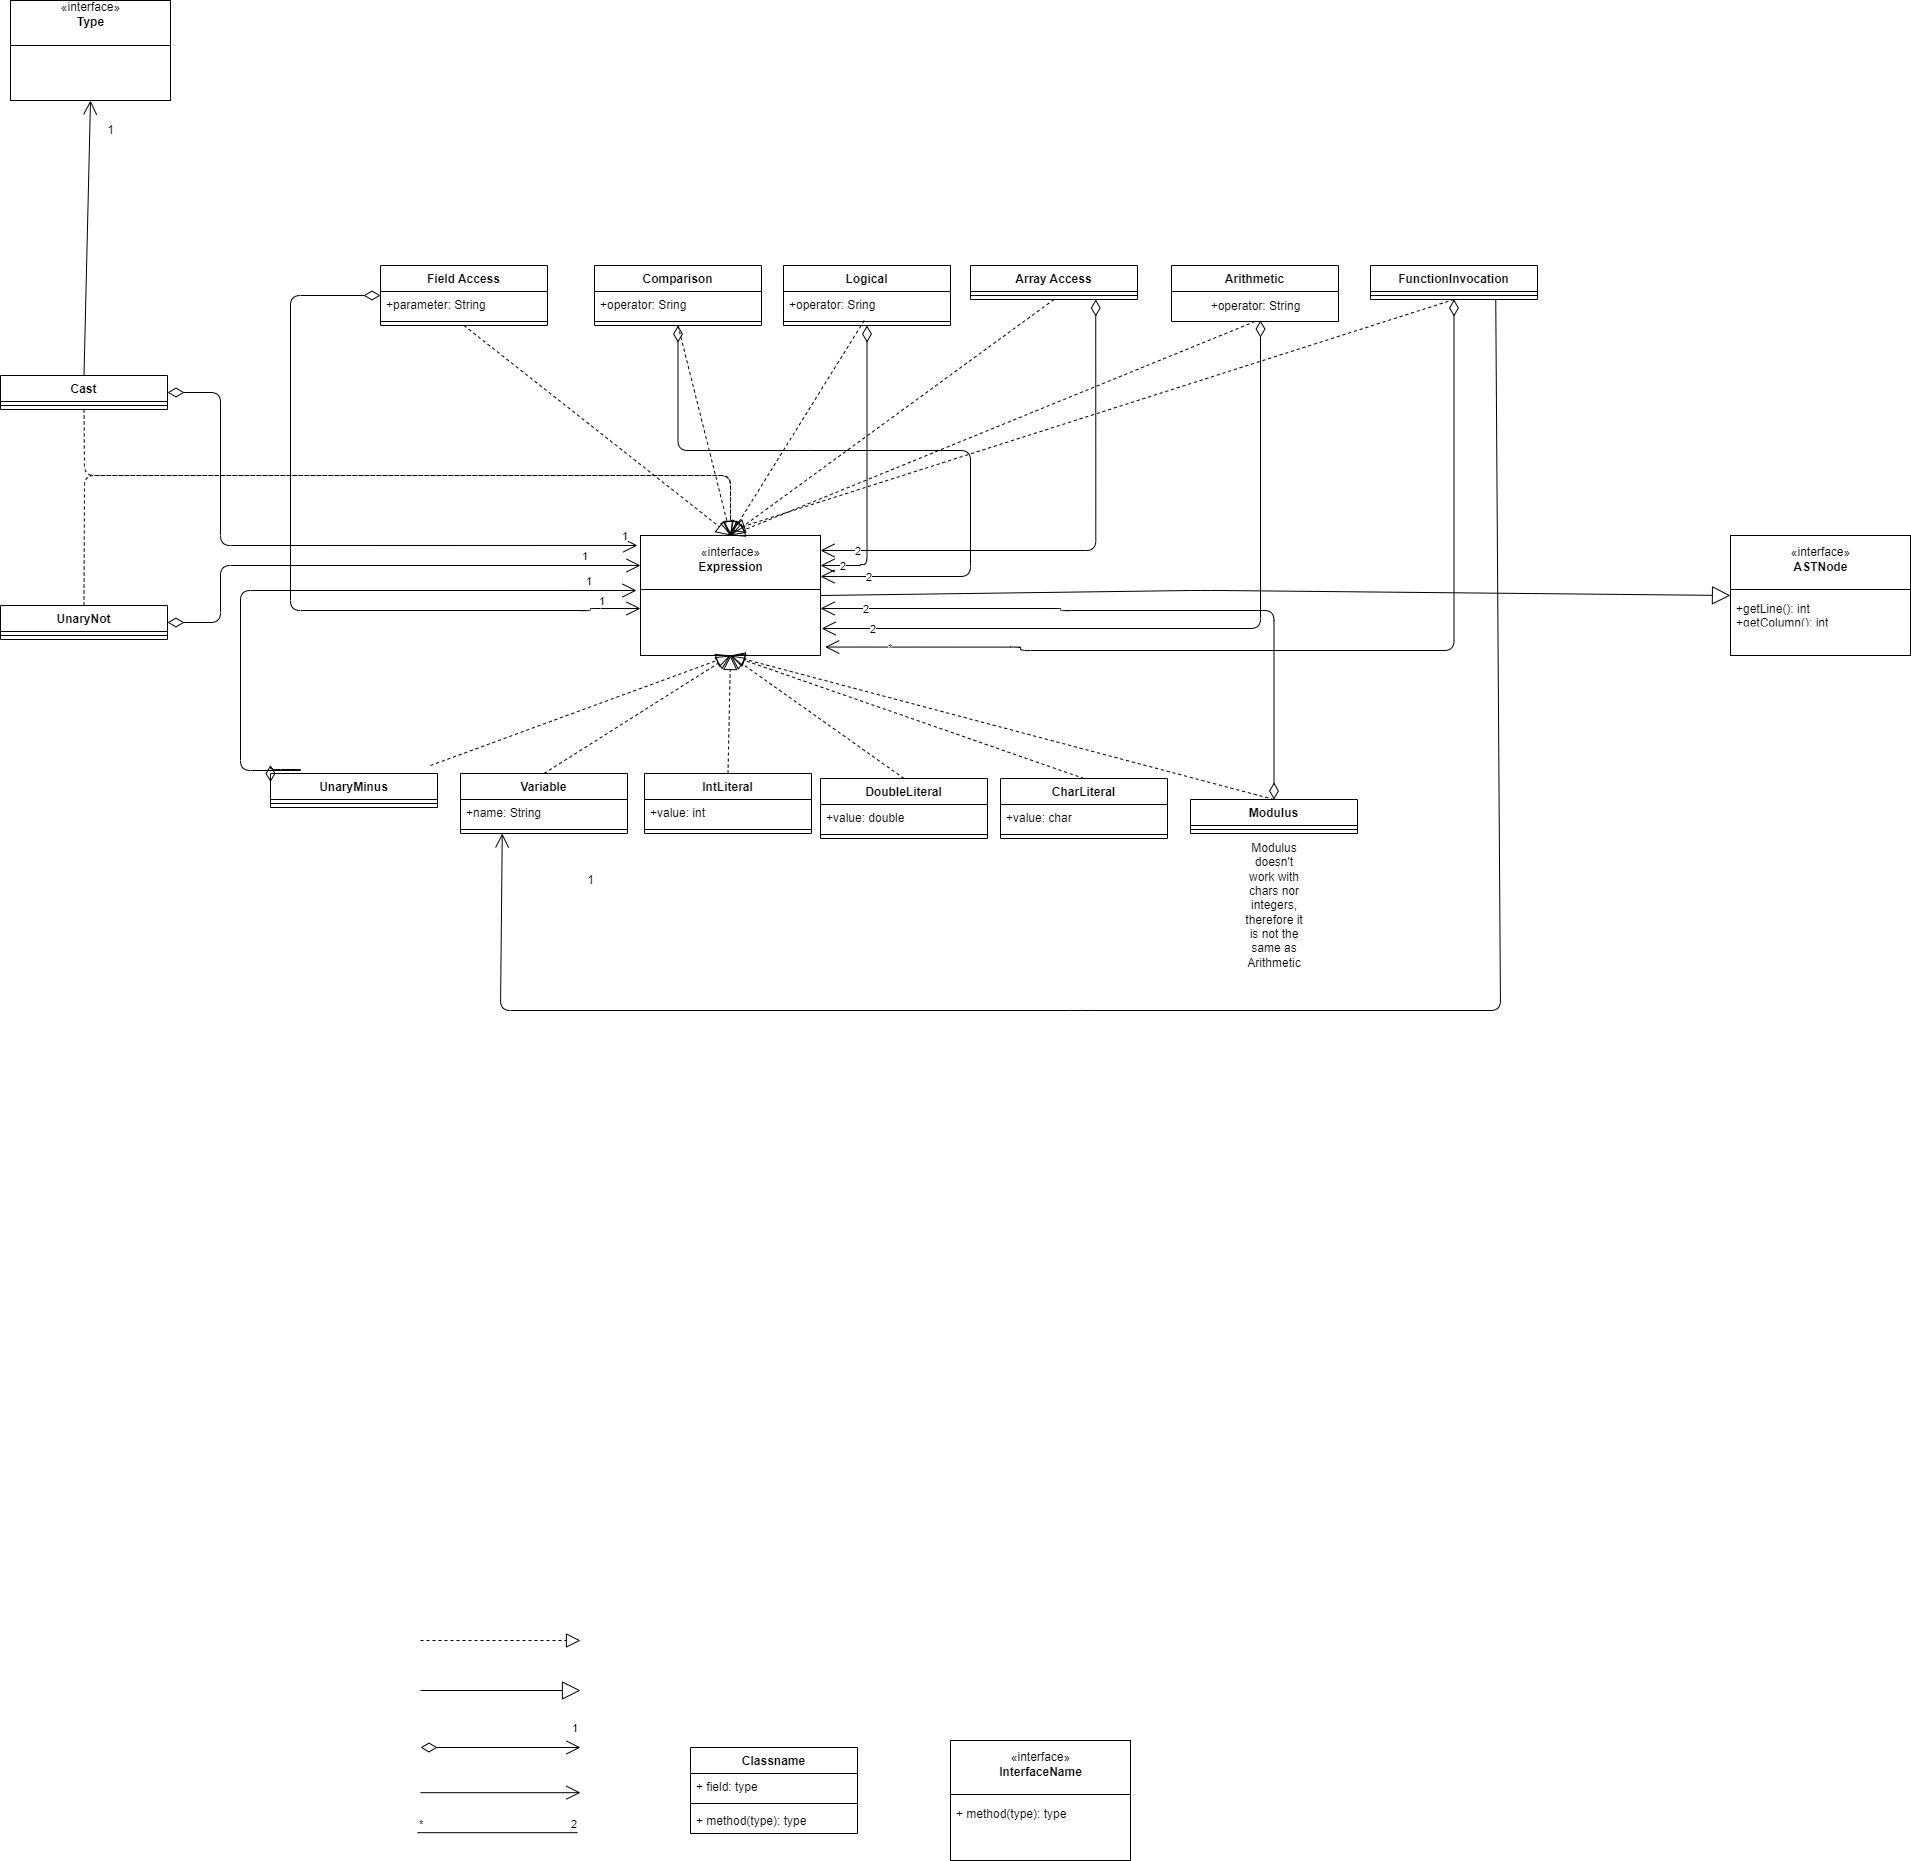 «interface»
Type
1
Field Access
+parameter: String
Comparison
+operator: Sring
Logical
+operator: Sring
Array Access
Arithmetic
+operator: String
FunctionInvocation
Cast
1
1
1
1
«interface»
Expression
2
2
2
2
2
*
«interface»
ASTNode
+getLine(): int
+getColumn(): int
UnaryNot
UnaryMinus
Variable
+name: String
IntLiteral
+value: int
DoubleLiteral
+value: double
CharLiteral
+value: char
Modulus
Modulus
doesn't
work with
chars nor
integers,
therefore it
is not the
same as
Arithmetic
1
1
* 2
Classname
+ field: type
+ method(type): type
«interface»
InterfaceName
+ method(type): type